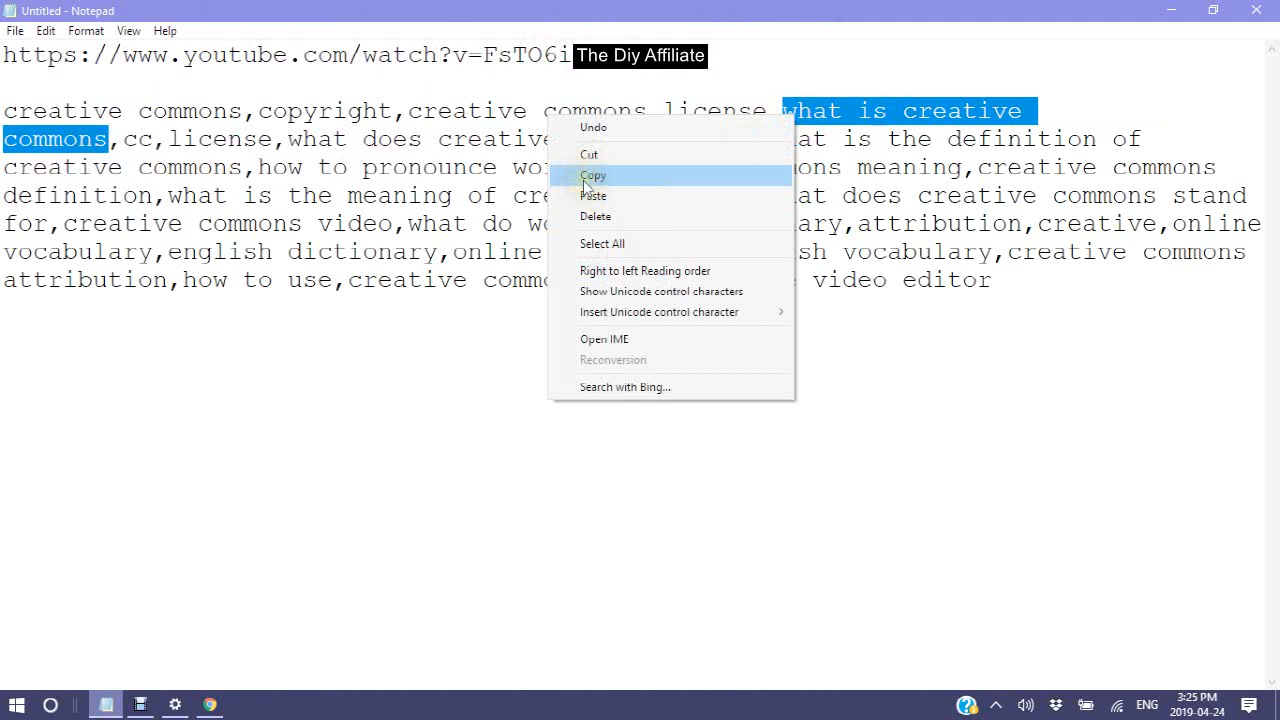 Untitled - Notepad
File Edit Format View Help
https://www.youtube.com/watch?v=FsTO6i The Diy Affiliate
creative commons,copyright,creative commons license,what is creative
commons,cc,license,what does creative at is the definition of
creative commons,how to pronounce wor mons meaning,creative commons
definition,what is the meaning of cre hat does creative commons stand
for,creative commons video,what do wo ary,attribution,creative,online
vocabulary,english dictionary,online sh vocabulary,creative commons
attribution,how to use,creative commo video editor
Undo
Cut
Copy
Paste
Delete
Select All
Right to left Reading order
Show Unicode control characters
Insert Unicode control character
Open IME
Reconversion
Search with Bing...
ENG
3:25 PM
2019-04-24